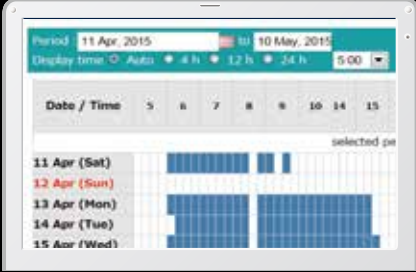 Period : 11 Apr, 2015 to 10 May, 2015
Display time Auto 4 h 12 h 24 h 5:00
Date / Time 5 6 7 8 9 10 14 15
selected pe
11 Apr (Sat)
12 Apr (Sun)
13 Apr (Mon)
14 Apr (Tue)
15 Apr (Wed)